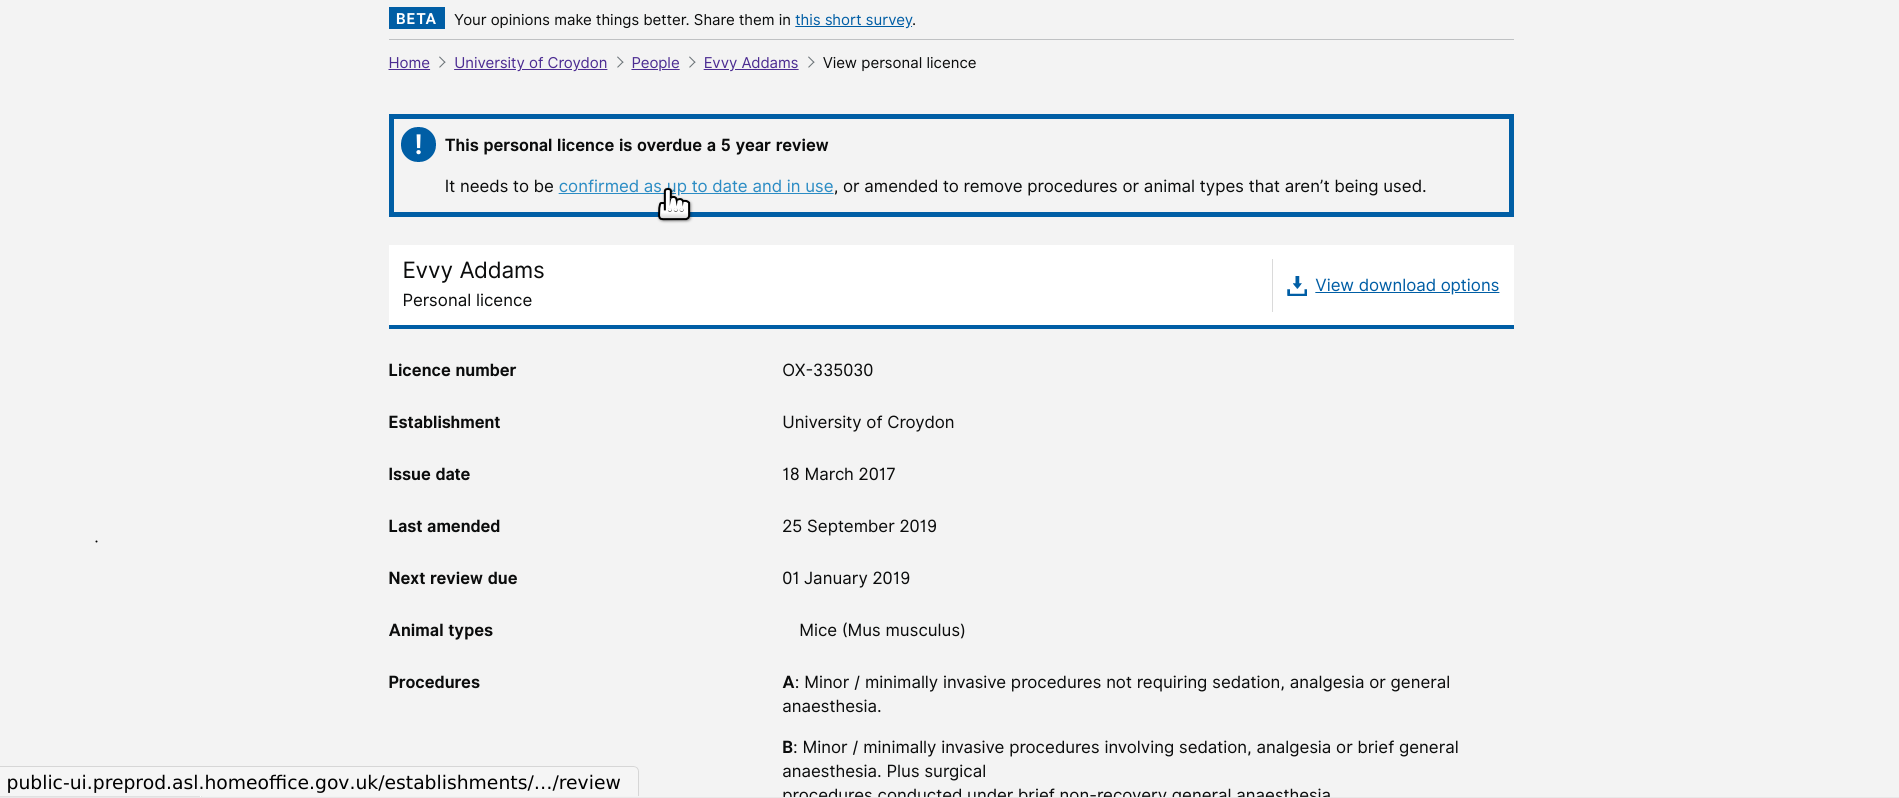 BETA Your opinions make things better. Share them in this short survey.
Home > University of Croydon > People > Evvy Addams > View personal licence
! This personal licence is overdue a 5 year review
It needs to be confirmed as up to date and in use, or amended to remove procedures or animal types that aren’t being used.
Evvy Addams
Personal licence
View download options
Licence number OX-335030
Establishment University of Croydon
Issue date 18 March 2017
Last amended 25 September 2019
Next review due 01 January 2019
Animal types Mice (Mus musculus)
Procedures A: Minor / minimally invasive procedures not requiring sedation, analgesia or general
anaesthesia.
B: Minor / minimally invasive procedures involving sedation, analgesia or brief general
anaesthesia. Plus surgical
procedures conducted under brief non-recovery general anaesthesia
public-ui.preprod.asl.homeoffice.gov.uk/establishments/…/review